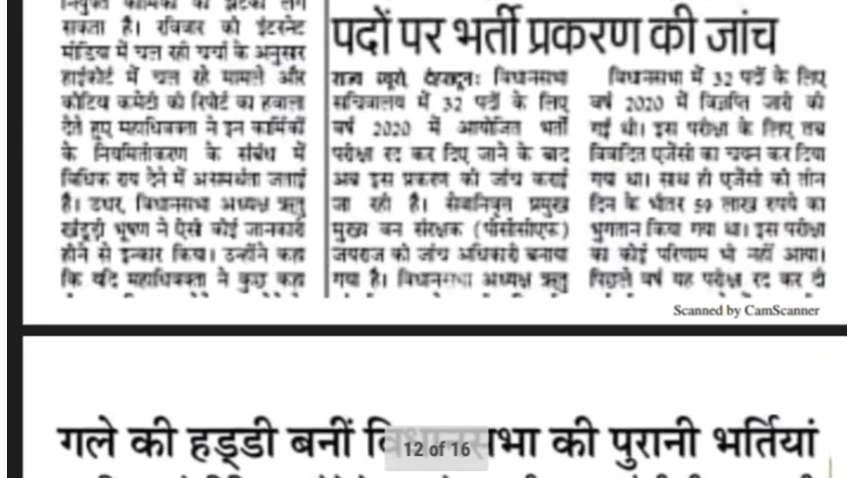 नियुक्त कार्मिकों को झटका लग
सकता है। रविवार को इंटरनेट
मीडिया में चल रही चर्चा के अनुसार
हाईकोर्ट में चल रहे मामले और
कोटिया कमेटी की रिपोर्ट का हवाला
देते हुए महाधिवक्ता ने इन कार्मिकों
के नियमितीकरण के संबंध में
विधिक राय देने में असमर्थता जताई
है। उधर, विधानसभा अध्यक्ष ऋतु
खंडूड़ी भूषण ने ऐसी कोई जानकारी
होने से इन्कार किया। उन्होंने कहा
कि यदि महाधिवक्ता ने कुछ कहा
पदों पर भर्ती प्रकरण की जांच
राज्य ब्यूरो, देहरादून: विधानसभा
सचिवालय में 32 पदों के लिए
वर्ष 2020 में आयोजित भर्ती
परीक्षा रद कर दिए जाने के बाद
अब इस प्रकरण की जांच कराई
जा रही है। सेवानिवृत्त प्रमुख
मुख्य वन संरक्षक (पीसीसीएफ)
जयराज को जांच अधिकारी बनाया
गया है। विधानसभा अध्यक्ष ऋतु
विधानसभा में 32 पदों के लिए
वर्ष 2020 में विज्ञप्ति जारी की
गई थी। इस परीक्षा के लिए तब
विवादित एजेंसी का चयन कर दिया
गया था। साथ ही एजेंसी को तीन
दिन के भीतर 59 लाख रुपये का
भुगतान किया गया था। इस परीक्षा
का कोई परिणाम भी नहीं आया।
पिछले वर्ष यह परीक्षा रद कर दी
Scanned by CamScanner
गले की हड्डी बनीं विधानसभा की पुरानी भर्तियां
12 of 16